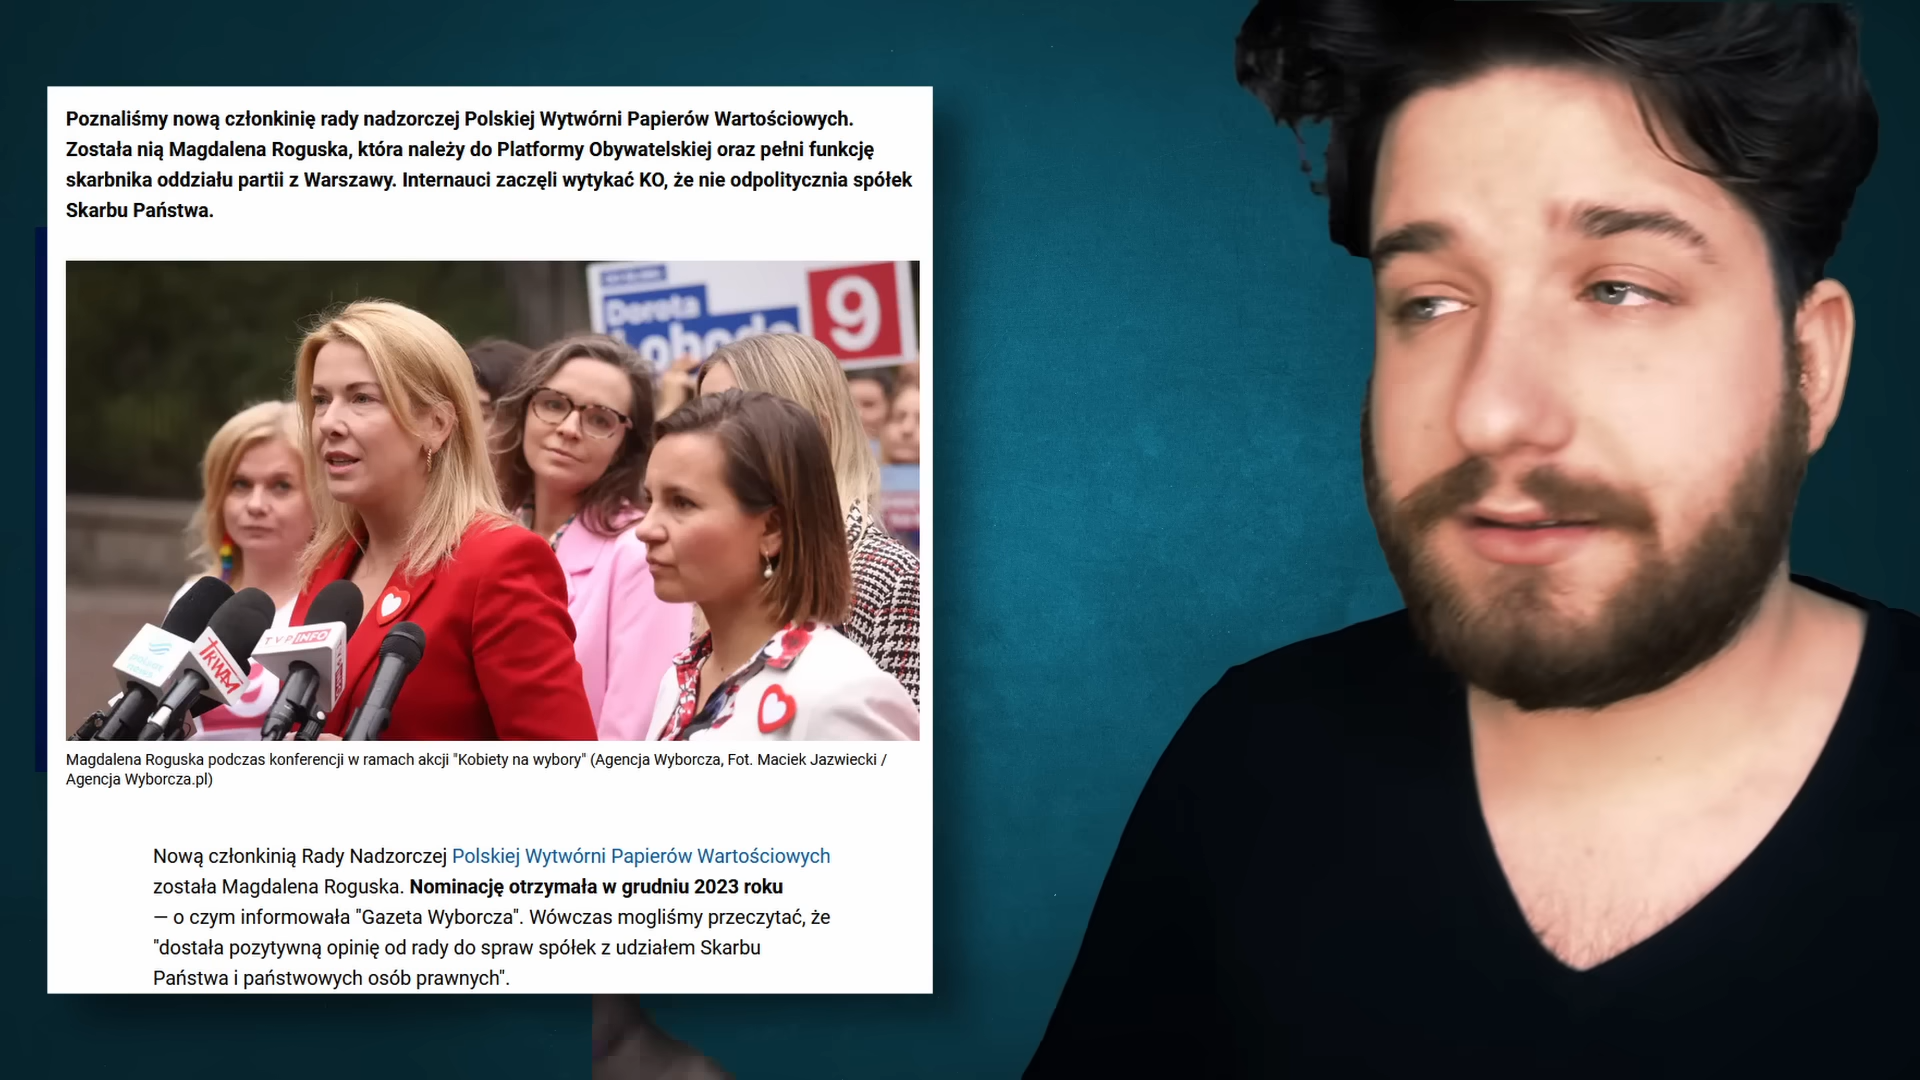 Poznaliśmy nową członkinię rady nadzorczej Polskiej Wytwórni Papierów Wartościowych.
Została nią Magdalena Roguska, która należy do Platformy Obywatelskiej oraz pełni funkcję
skarbnika oddziału partii z Warszawy. Internauci zaczęli wytykać KO, że nie odpolitycznia spółek
Skarbu Państwa.
Dorota
Łoboda
9
polsat
news
TRWAM
TVP INFO
Magdalena Roguska podczas konferencji w ramach akcji "Kobiety na wybory" (Agencja Wyborcza, Fot. Maciek Jazwiecki /
Agencja Wyborcza.pl)
Nową członkinią Rady Nadzorczej Polskiej Wytwórni Papierów Wartościowych
została Magdalena Roguska. Nominację otrzymała w grudniu 2023 roku
— o czym informowała "Gazeta Wyborcza". Wówczas mogliśmy przeczytać, że
"dostała pozytywną opinię od rady do spraw spółek z udziałem Skarbu
Państwa i państwowych osób prawnych".